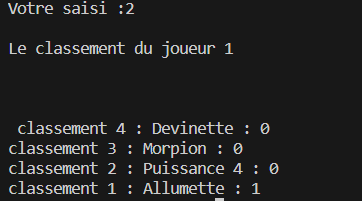 Votre saisi :2
Le classement du joueur 1
classement 4 : Devinette : 0
classement 3 : Morpion : 0
classement 2 : Puissance 4 : 0
classement 1 : Allumette : 1